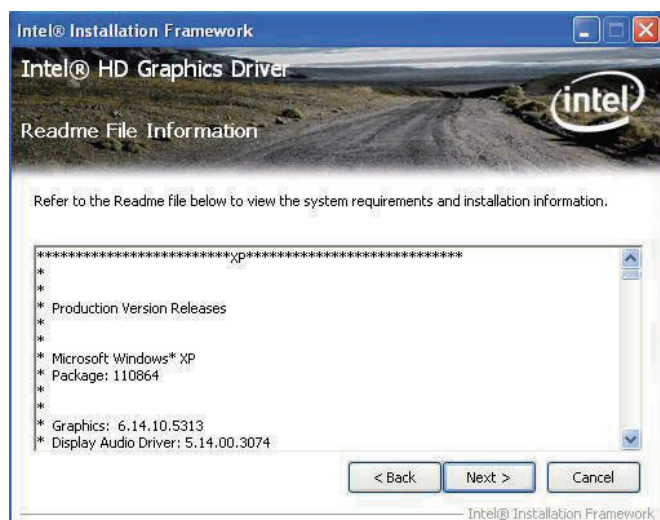 Intel® Installation Framework
Intel® HD Graphics Driver
intel
Readme File Information
Refer to the Readme file below to view the system requirements and installation information.
*************************XP****************************
*
*
* Production Version Releases
*
*
* Microsoft Windows* XP
* Package: 110864
*
*
* Graphics: 6.14.10.5313
* Display Audio Driver: 5.14.00.3074
< Back Next > Cancel
Intel® Installation Framework